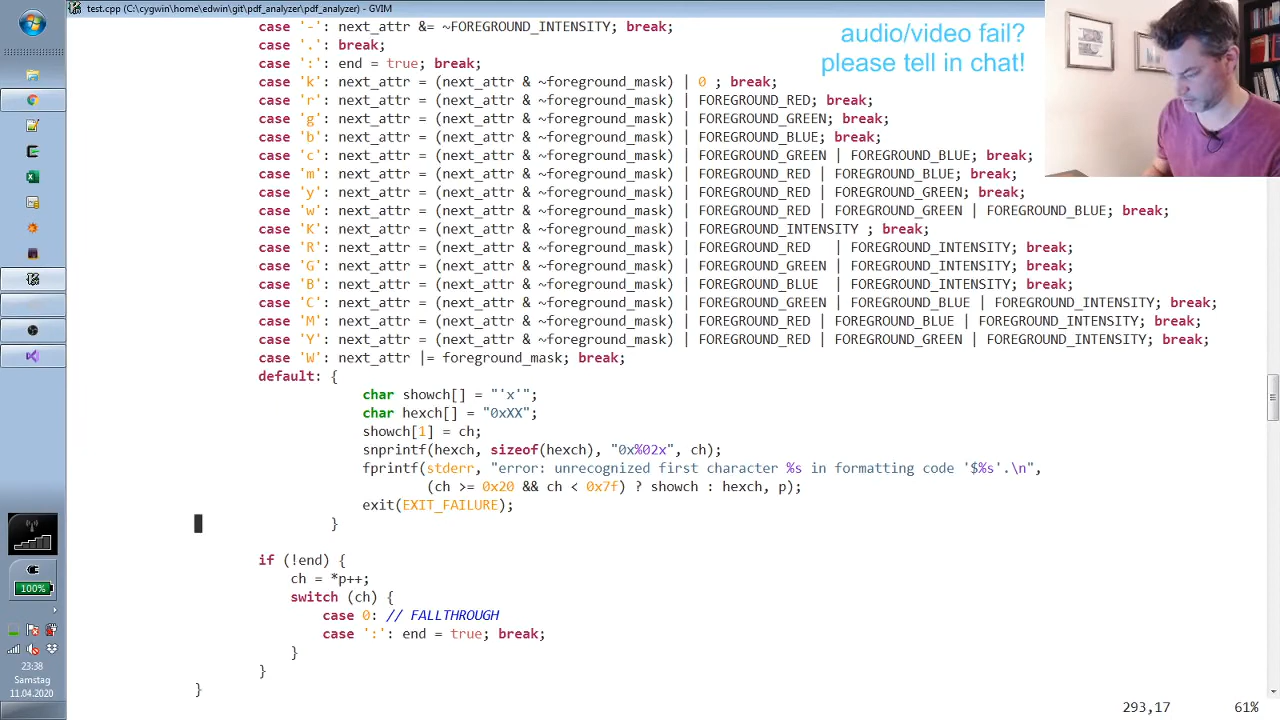 test.cpp (C:\cygwin\home\edwin\git\pdf_analyzer\pdf_analyzer) - GVIM
case '-': next_attr &= ~FOREGROUND_INTENSITY; break;
case '.': break;
case ':': end = true; break;
case 'k': next_attr = (next_attr & ~foreground_mask) | 0 ; break;
case 'r': next_attr = (next_attr & ~foreground_mask) | FOREGROUND_RED; break;
case 'g': next_attr = (next_attr & ~foreground_mask) | FOREGROUND_GREEN; break;
case 'b': next_attr = (next_attr & ~foreground_mask) | FOREGROUND_BLUE; break;
case 'c': next_attr = (next_attr & ~foreground_mask) | FOREGROUND_GREEN | FOREGROUND_BLUE; break;
case 'm': next_attr = (next_attr & ~foreground_mask) | FOREGROUND_RED | FOREGROUND_BLUE; break;
case 'y': next_attr = (next_attr & ~foreground_mask) | FOREGROUND_RED | FOREGROUND_GREEN; break;
case 'w': next_attr = (next_attr & ~foreground_mask) | FOREGROUND_RED | FOREGROUND_GREEN | FOREGROUND_BLUE; break;
case 'K': next_attr = (next_attr & ~foreground_mask) | FOREGROUND_INTENSITY ; break;
case 'R': next_attr = (next_attr & ~foreground_mask) | FOREGROUND_RED   | FOREGROUND_INTENSITY; break;
case 'G': next_attr = (next_attr & ~foreground_mask) | FOREGROUND_GREEN | FOREGROUND_INTENSITY; break;
case 'B': next_attr = (next_attr & ~foreground_mask) | FOREGROUND_BLUE  | FOREGROUND_INTENSITY; break;
case 'C': next_attr = (next_attr & ~foreground_mask) | FOREGROUND_GREEN | FOREGROUND_BLUE | FOREGROUND_INTENSITY; break;
case 'M': next_attr = (next_attr & ~foreground_mask) | FOREGROUND_RED | FOREGROUND_BLUE | FOREGROUND_INTENSITY; break;
case 'Y': next_attr = (next_attr & ~foreground_mask) | FOREGROUND_RED | FOREGROUND_GREEN | FOREGROUND_INTENSITY; break;
case 'W': next_attr |= foreground_mask; break;
default: {
char showch[] = "'x'";
char hexch[] = "0xXX";
showch[1] = ch;
snprintf(hexch, sizeof(hexch), "0x%02x", ch);
fprintf(stderr, "error: unrecognized first character %s in formatting code '$%s'.\n",
(ch >= 0x20 && ch < 0x7f) ? showch : hexch, p);
exit(EXIT_FAILURE);
}
if (!end) {
ch = *p++;
switch (ch) {
case 0: // FALLTHROUGH
case ':': end = true; break;
}
}
}
293,17
61%
audio/video fail?
please tell in chat!
100%
23:38
Samstag
11.04.2020